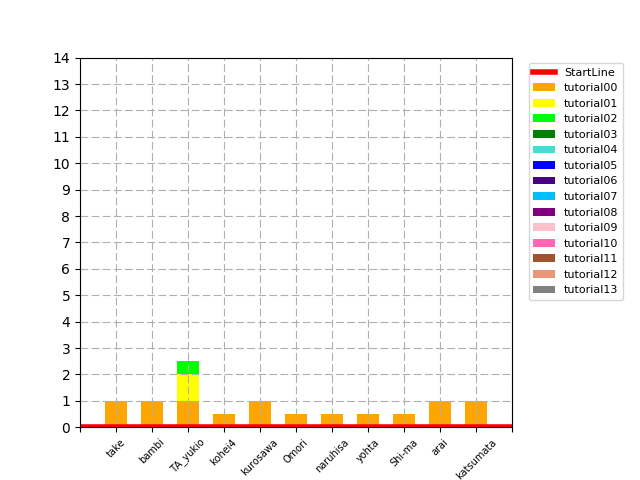 14
13
12
11
10
9
8
7
6
5
4
3
2
1
0
take
bambi
TA_yukio
kohei4
kurosawa
Omori
naruhisa
yohta
Shi-ma
arai
katsumata
StartLine
tutorial00
tutorial01
tutorial02
tutorial03
tutorial04
tutorial05
tutorial06
tutorial07
tutorial08
tutorial09
tutorial10
tutorial11
tutorial12
tutorial13